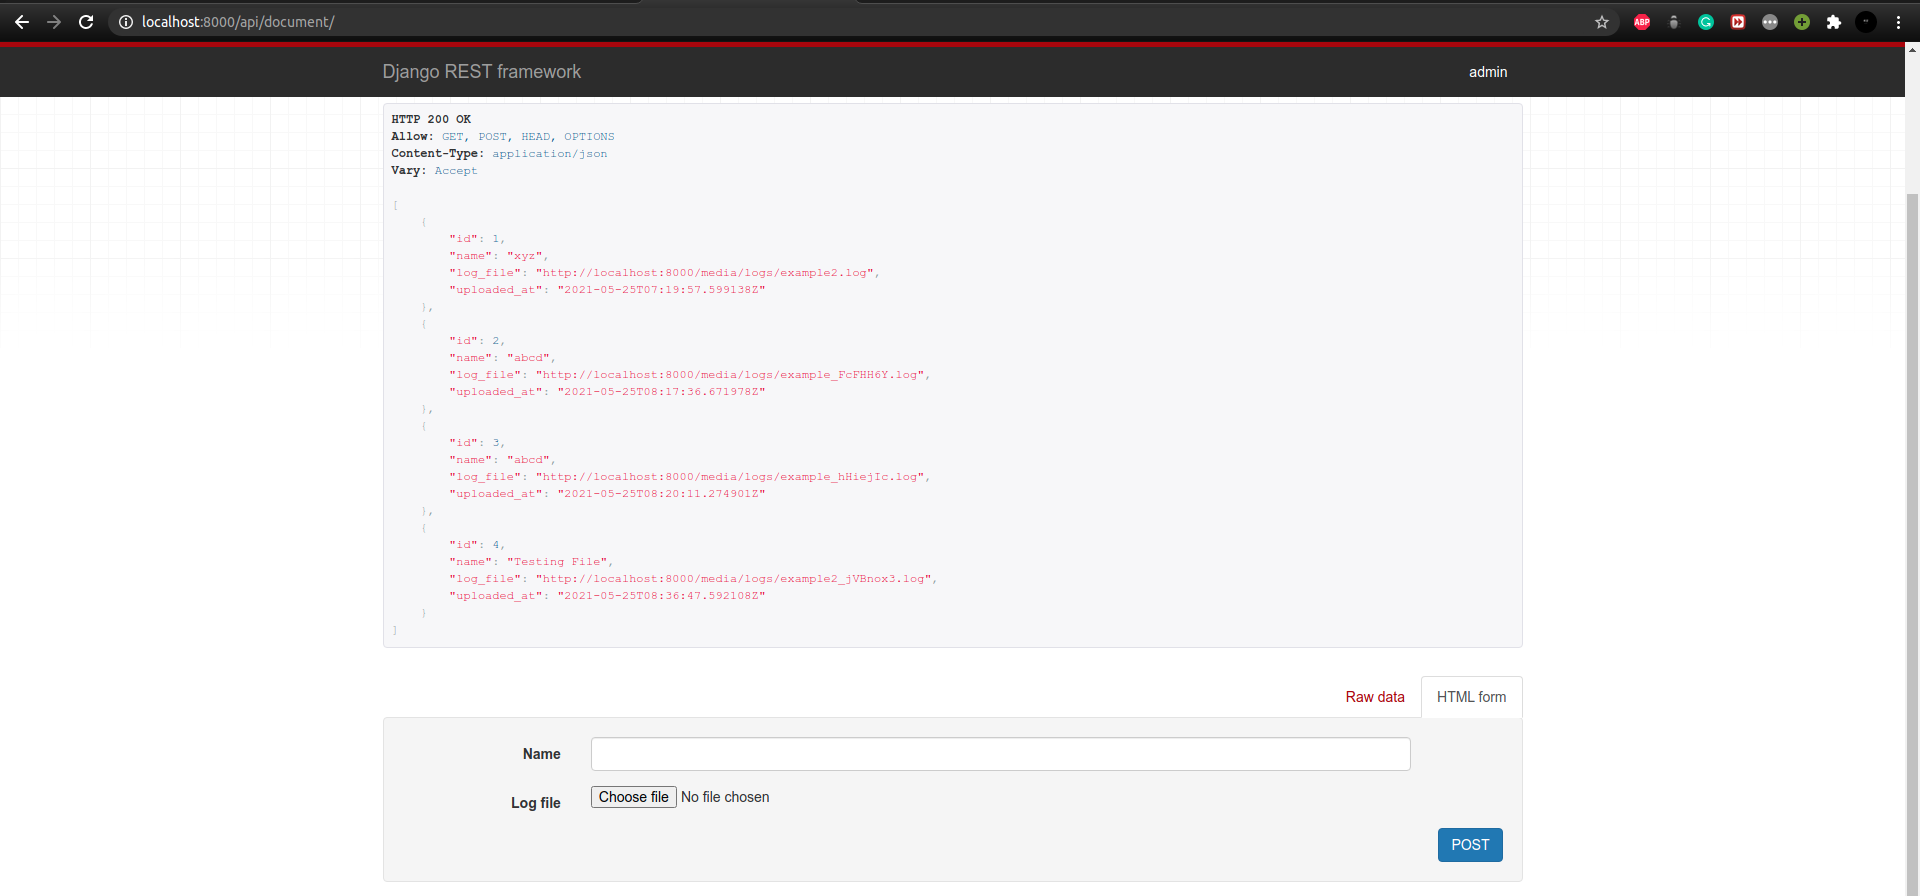 localhost:8000/api/document/
ABP
Django REST framework
admin
HTTP 200 OK
Allow: GET, POST, HEAD, OPTIONS
Content-Type: application/json
Vary: Accept
[
{
"id": 1,
"name": "xyz",
"log_file": "http://localhost:8000/media/logs/example2.log",
"uploaded_at": "2021-05-25T07:19:57.599138Z"
},
{
"id": 2,
"name": "abcd",
"log_file": "http://localhost:8000/media/logs/example_FcFHH6Y.log",
"uploaded_at": "2021-05-25T08:17:36.671978Z"
},
{
"id": 3,
"name": "abcd",
"log_file": "http://localhost:8000/media/logs/example_hHiejIc.log",
"uploaded_at": "2021-05-25T08:20:11.274901Z"
},
{
"id": 4,
"name": "Testing File",
"log_file": "http://localhost:8000/media/logs/example2_jVBnox3.log",
"uploaded_at": "2021-05-25T08:36:47.592108Z"
}
]
Raw data
HTML form
Name
Log file
Choose file No file chosen
POST